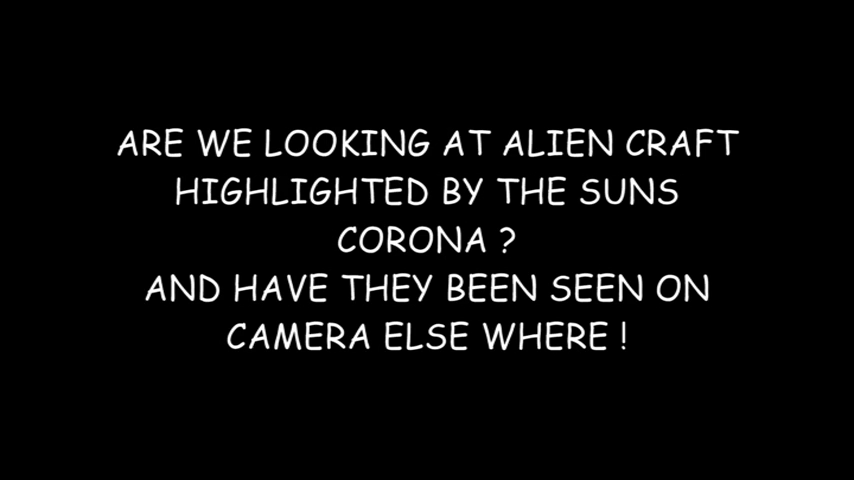 ARE WE LOOKING AT ALIEN CRAFT
HIGHLIGHTED BY THE SUNS
CORONA ?
AND HAVE THEY BEEN SEEN ON
CAMERA ELSE WHERE !